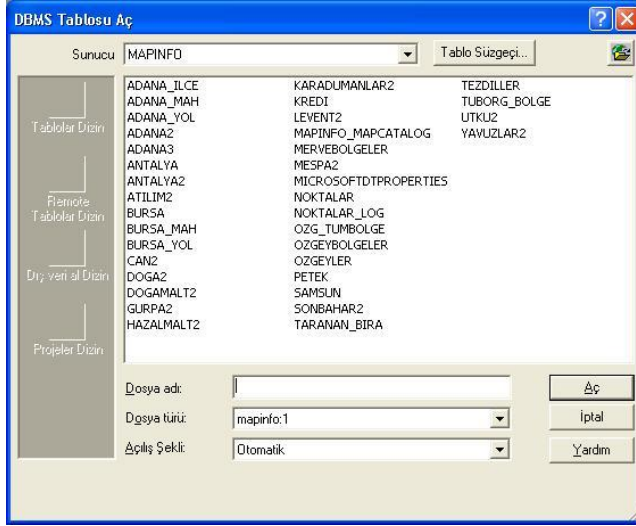 DBMS Tablosu Aç
Sunucu MAPINFO Tablo Süzgeçi...
Tablolar Dizin
Remote
Tablolar Dizin
Dış veri al Dizin
Projeler Dizin
ADANA_ILCE
ADANA_MAH
ADANA_YOL
ADANA2
ADANA3
ANTALYA
ANTALYA2
ATILIM2
BURSA
BURSA_MAH
BURSA_YOL
CAN2
DOGA2
DOGAMALT2
GURPA2
HAZALMALT2
KARADUMANLAR2
KREDI
LEVENT2
MAPINFO_MAPCATALOG
MERVEBOLGELER
MESPA2
MICROSOFTDTPROPERTIES
NOKTALAR
NOKTALAR_LOG
OZG_TUMBOLGE
OZGEYBOLGELER
OZGEYLER
PETEK
SAMSUN
SONBAHAR2
TARANAN_BIRA
TEZDILLER
TUBORG_BOLGE
UTKU2
YAVUZLAR2
Dosya adı: Aç
Dosya türü: mapinfo:1 İptal
Açılış Şekli: Otomatik Yardım